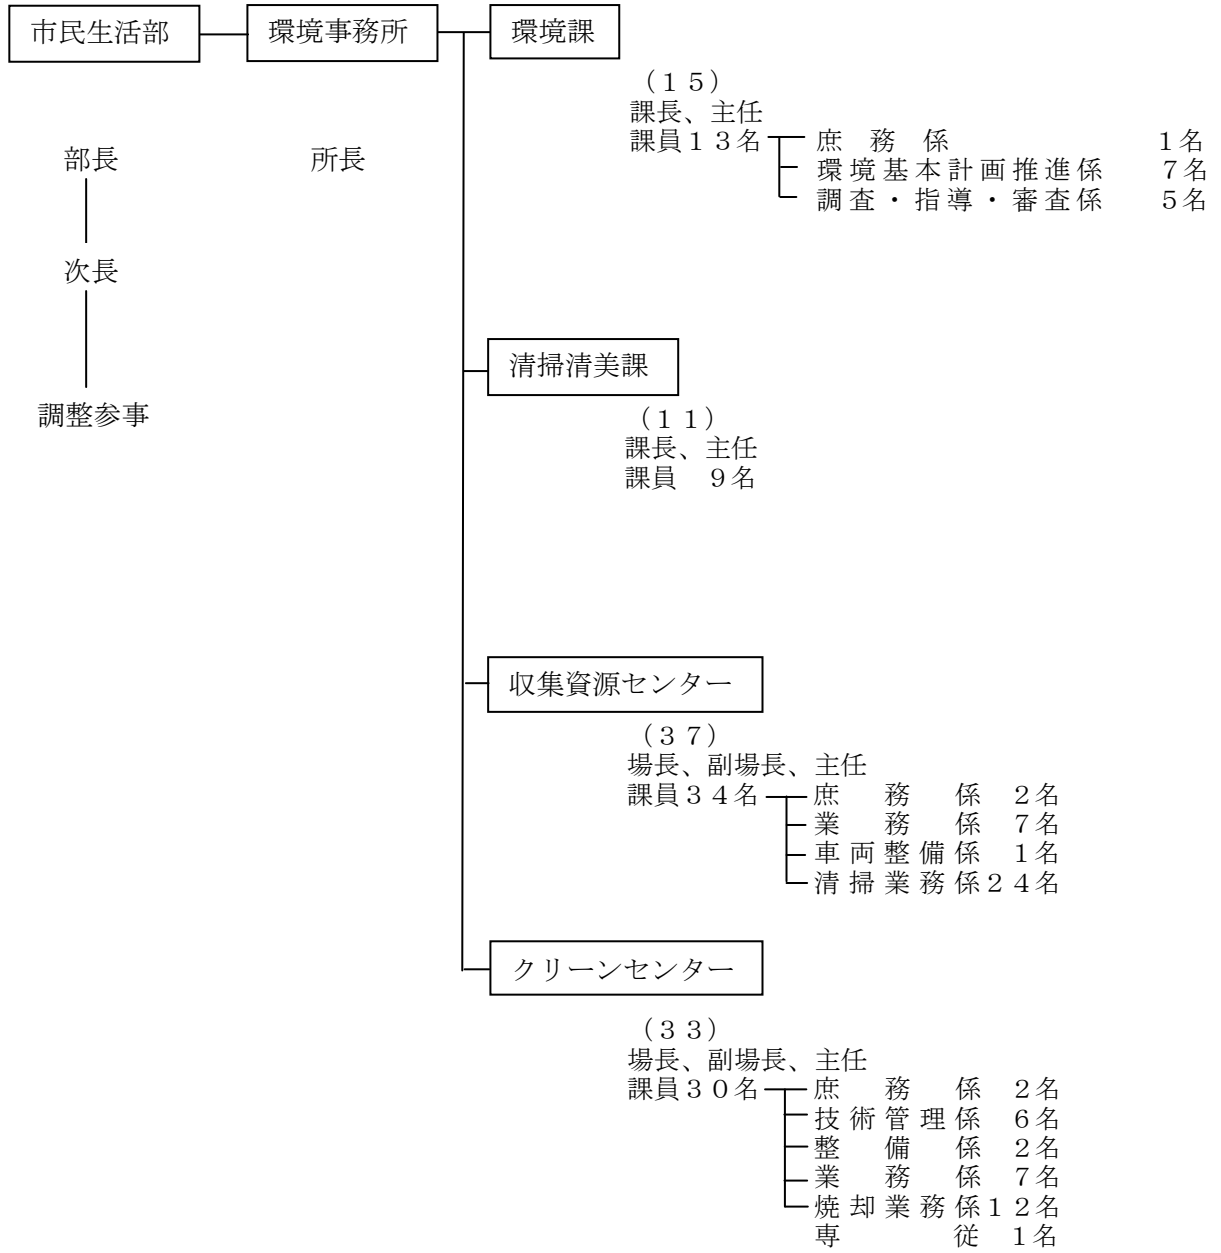 市民生活部 環境事務所 環境課
(15)
課長、主任
課員13名 庶務係 1名
環境基本計画推進係 7名
調査・指導・審査係 5名
部長 所長
次長
調整参事
清掃清美課
(11)
課長、主任
課員 9名
収集資源センター
(37)
場長、副場長、主任
課員34名 庶務係 2名
業務係 7名
車両整備係 1名
清掃業務係24名
クリーンセンター
(33)
場長、副場長、主任
課員30名 庶務係 2名
技術管理係 6名
整備係 2名
業務係 7名
焼却業務係12名
専従 1名